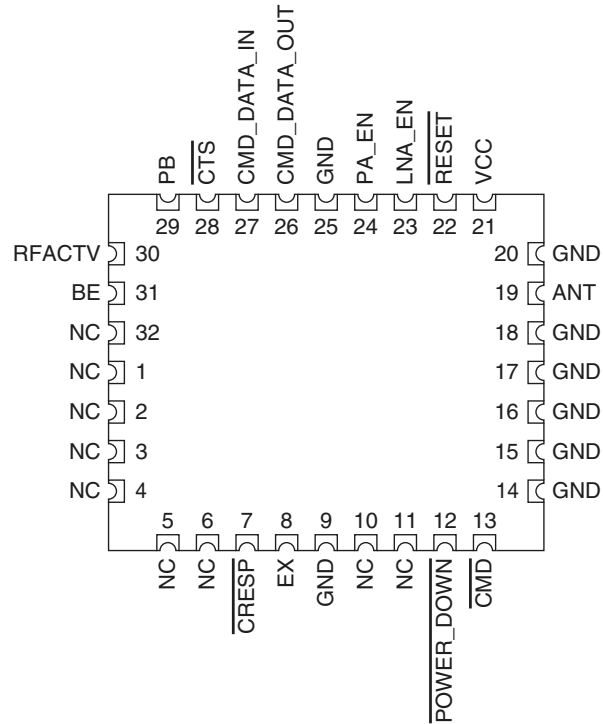 PB
CTS
CMD_DATA_IN
CMD_DATA_OUT
GND
PA_EN
LNA_EN
RESET
VCC
29 28 27 26 25 24 23 22 21
RFACTV 30 20 GND
BE 31 19 ANT
NC 32 18 GND
NC 1 17 GND
NC 2 16 GND
NC 3 15 GND
NC 4 14 GND
5 6 7 8 9 10 11 12 13
NC
NC
CRESP
EX
GND
NC
NC
POWER_DOWN
CMD